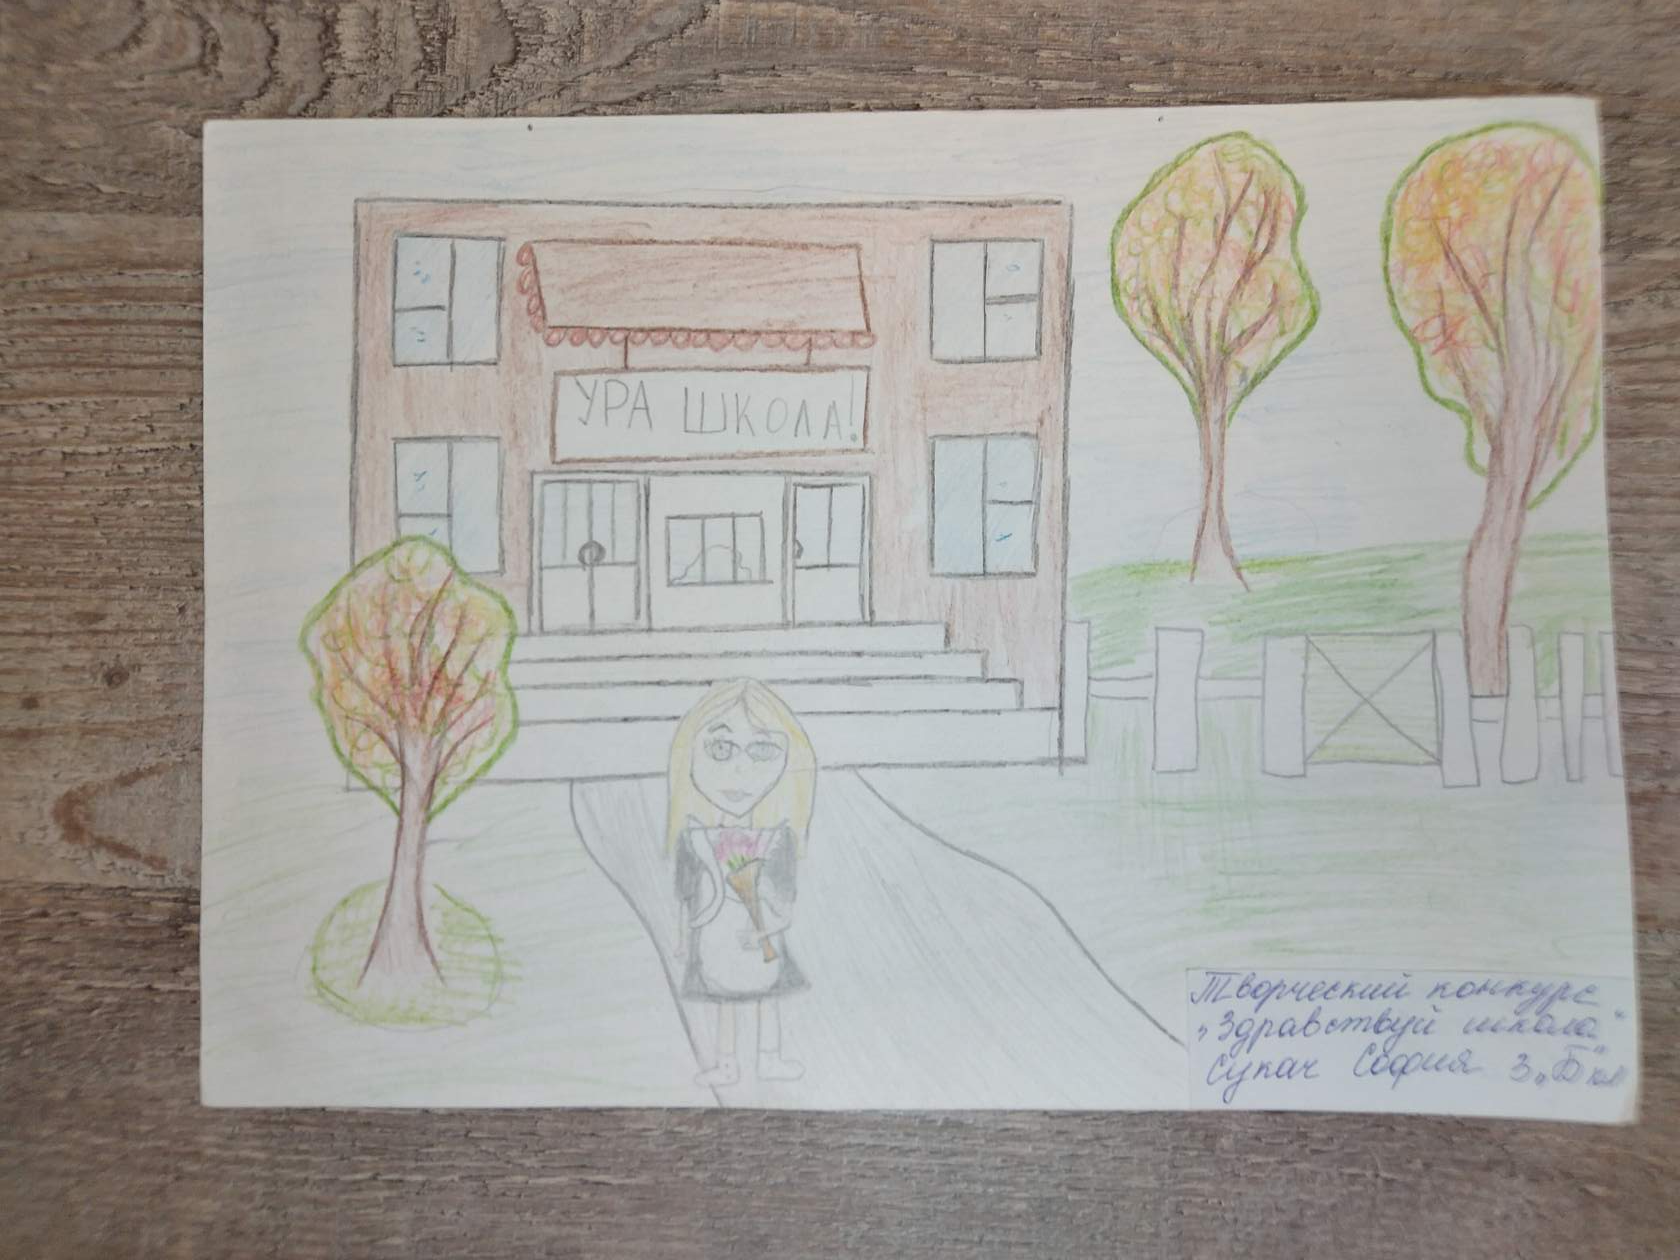 УРА ШКОЛА!
Творческий конкурс
„Здравствуй школа"
Сукач София 3„Б" кл